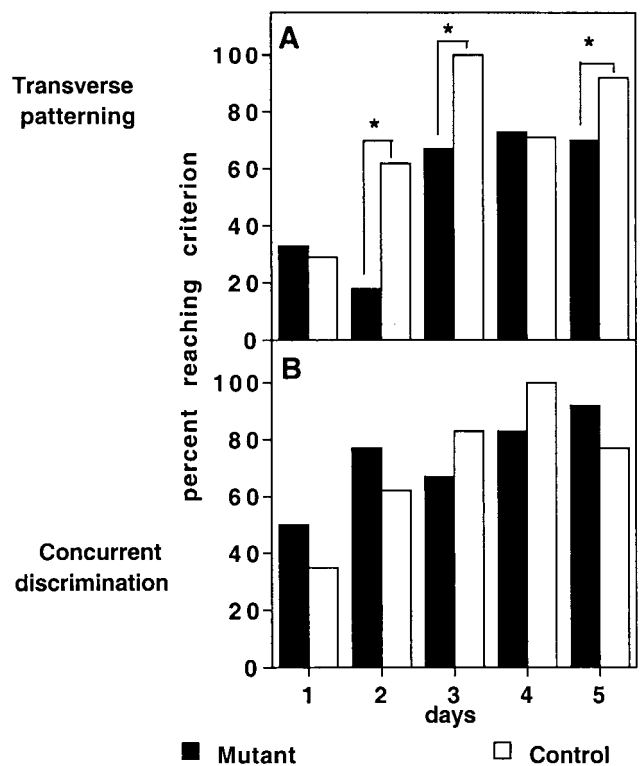 A
Transverse
patterning
100
80
60
40
20
0
*
*
*
percent reaching criterion
B
Concurrent
discrimination
100
80
60
40
20
0
1 2 3 4 5
days
Mutant Control